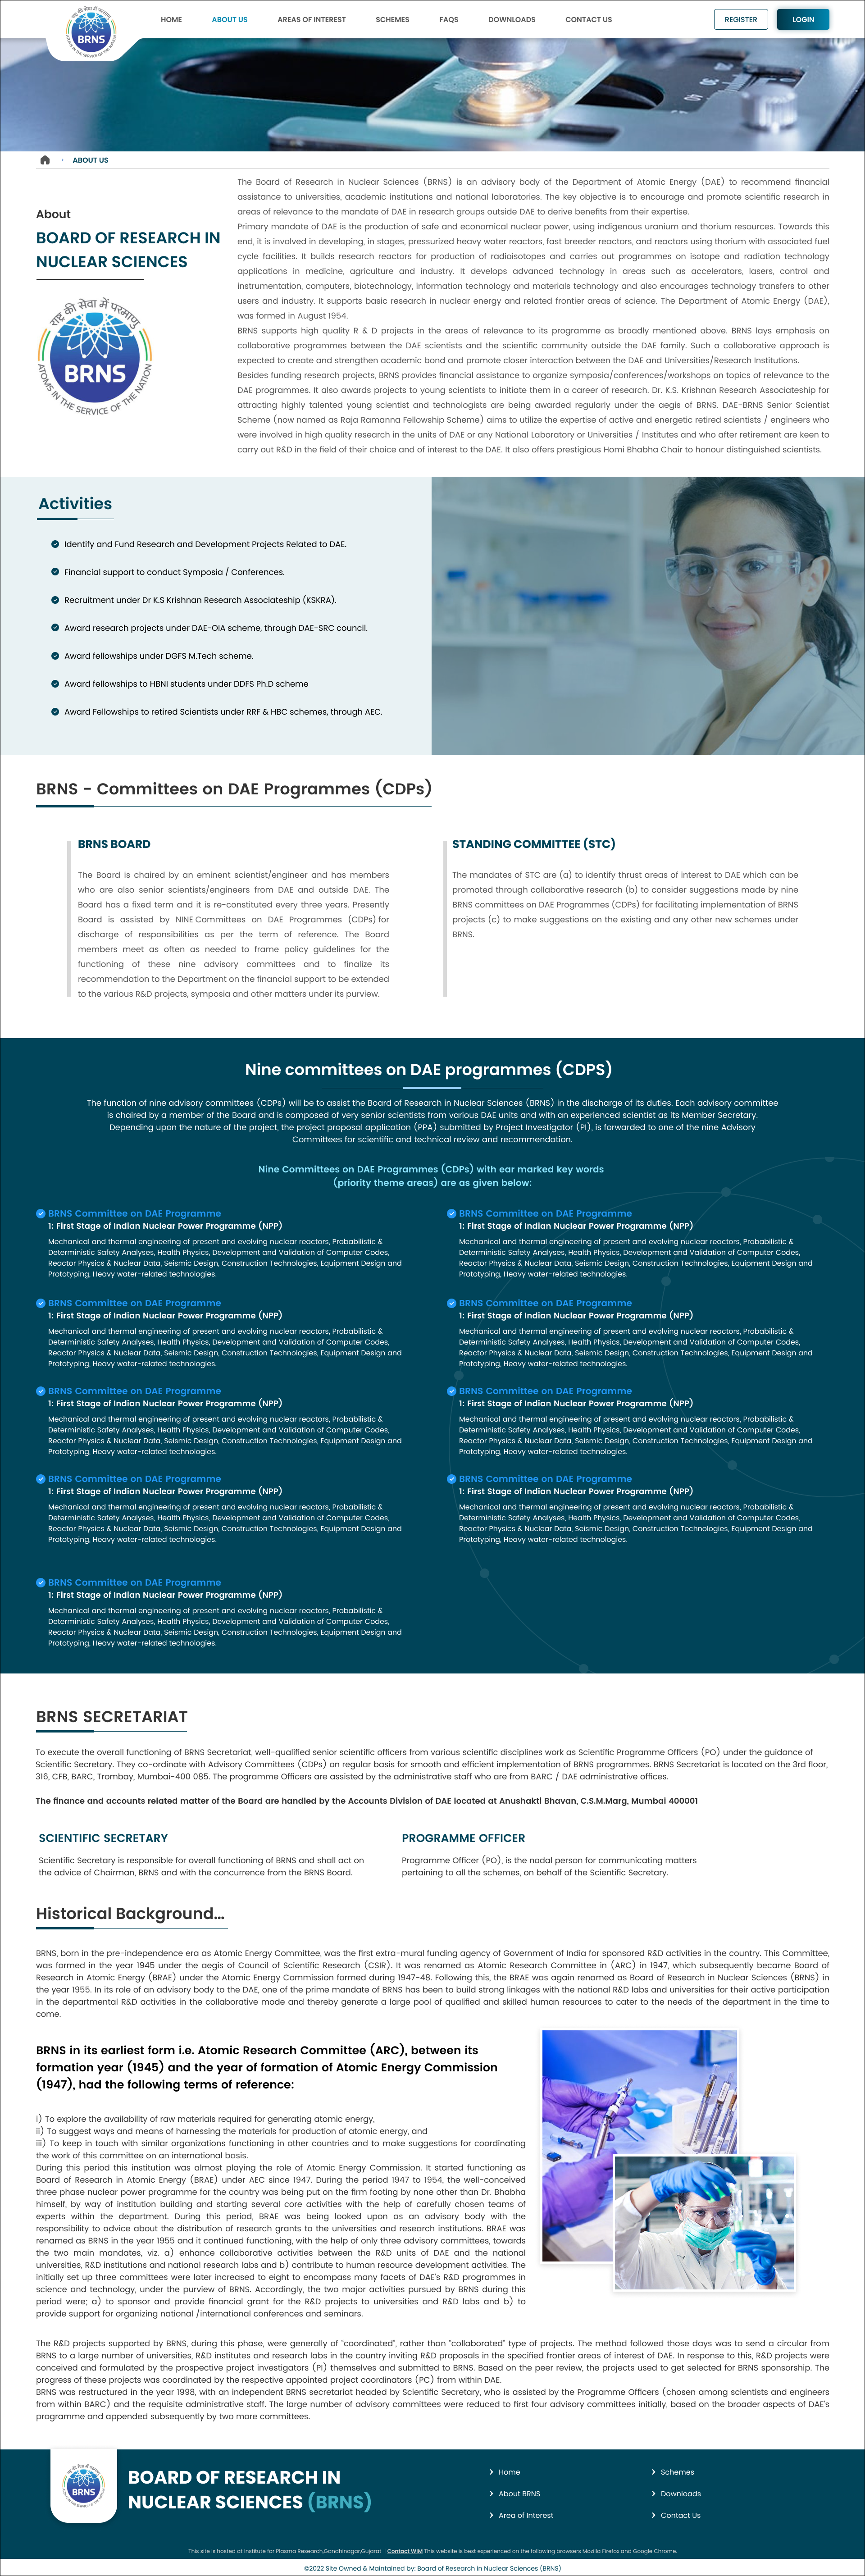 राष्ट्र की सेवा में परमाणु
BRNS
ATOMS IN THE SERVICE OF THE NATION
HOME
ABOUT US
AREAS OF INTEREST
SCHEMES
FAQS
DOWNLOADS
CONTACT US
REGISTER
LOGIN
ABOUT US
About
BOARD OF RESEARCH IN
NUCLEAR SCIENCES
राष्ट्र की सेवा में परमाणु
BRNS
ATOMS IN THE SERVICE OF THE NATION
The Board of Research in Nuclear Sciences (BRNS) is an advisory body of the Department of Atomic Energy (DAE) to recommend financial
assistance to universities, academic institutions and national laboratories. The key objective is to encourage and promote scientific research in
areas of relevance to the mandate of DAE in research groups outside DAE to derive benefits from their expertise.
Primary mandate of DAE is the production of safe and economical nuclear power, using indigenous uranium and thorium resources. Towards this
end, it is involved in developing, in stages, pressurized heavy water reactors, fast breeder reactors, and reactors using thorium with associated fuel
cycle facilities. It builds research reactors for production of radioisotopes and carries out programmes on isotope and radiation technology
applications in medicine, agriculture and industry. It develops advanced technology in areas such as accelerators, lasers, control and
instrumentation, computers, biotechnology, information technology and materials technology and also encourages technology transfers to other
users and industry. It supports basic research in nuclear energy and related frontier areas of science. The Department of Atomic Energy (DAE),
was formed in August 1954.
BRNS supports high quality R & D projects in the areas of relevance to its programme as broadly mentioned above. BRNS lays emphasis on
collaborative programmes between the DAE scientists and the scientific community outside the DAE family. Such a collaborative approach is
expected to create and strengthen academic bond and promote closer interaction between the DAE and Universities/Research Institutions.
Besides funding research projects, BRNS provides financial assistance to organize symposia/conferences/workshops on topics of relevance to the
DAE programmes. It also awards projects to young scientists to initiate them in a career of research. Dr. K.S. Krishnan Research Associateship for
attracting highly talented young scientist and technologists are being awarded regularly under the aegis of BRNS. DAE-BRNS Senior Scientist
Scheme (now named as Raja Ramanna Fellowship Scheme) aims to utilize the expertise of active and energetic retired scientists / engineers who
were involved in high quality research in the units of DAE or any National Laboratory or Universities / Institutes and who after retirement are keen to
carry out R&D in the field of their choice and of interest to the DAE. It also offers prestigious Homi Bhabha Chair to honour distinguished scientists.
Activities
Identify and Fund Research and Development Projects Related to DAE.
Financial support to conduct Symposia / Conferences.
Recruitment under Dr K.S Krishnan Research Associateship (KSKRA).
Award research projects under DAE-OIA scheme, through DAE-SRC council.
Award fellowships under DGFS M.Tech scheme.
Award fellowships to HBNI students under DDFS Ph.D scheme
Award Fellowships to retired Scientists under RRF & HBC schemes, through AEC.
BRNS - Committees on DAE Programmes (CDPs)
BRNS BOARD
The Board is chaired by an eminent scientist/engineer and has members
who are also senior scientists/engineers from DAE and outside DAE. The
Board has a fixed term and it is re-constituted every three years. Presently
Board is assisted by NINE Committees on DAE Programmes (CDPs) for
discharge of responsibilities as per the term of reference. The Board
members meet as often as needed to frame policy guidelines for the
functioning of these nine advisory committees and to finalize its
recommendation to the Department on the financial support to be extended
to the various R&D projects, symposia and other matters under its purview.
STANDING COMMITTEE (STC)
The mandates of STC are (a) to identify thrust areas of interest to DAE which can be
promoted through collaborative research (b) to consider suggestions made by nine
BRNS committees on DAE Programmes (CDPs) for facilitating implementation of BRNS
projects (c) to make suggestions on the existing and any other new schemes under
BRNS.
Nine committees on DAE programmes (CDPS)
The function of nine advisory committees (CDPs) will be to assist the Board of Research in Nuclear Sciences (BRNS) in the discharge of its duties. Each advisory committee
is chaired by a member of the Board and is composed of very senior scientists from various DAE units and with an experienced scientist as its Member Secretary.
Depending upon the nature of the project, the project proposal application (PPA) submitted by Project Investigator (PI), is forwarded to one of the nine Advisory
Committees for scientific and technical review and recommendation.
Nine Committees on DAE Programmes (CDPs) with ear marked key words
(priority theme areas) are as given below:
BRNS Committee on DAE Programme
1: First Stage of Indian Nuclear Power Programme (NPP)
Mechanical and thermal engineering of present and evolving nuclear reactors, Probabilistic &
Deterministic Safety Analyses, Health Physics, Development and Validation of Computer Codes,
Reactor Physics & Nuclear Data, Seismic Design, Construction Technologies, Equipment Design and
Prototyping, Heavy water-related technologies.
BRNS Committee on DAE Programme
1: First Stage of Indian Nuclear Power Programme (NPP)
Mechanical and thermal engineering of present and evolving nuclear reactors, Probabilistic &
Deterministic Safety Analyses, Health Physics, Development and Validation of Computer Codes,
Reactor Physics & Nuclear Data, Seismic Design, Construction Technologies, Equipment Design and
Prototyping, Heavy water-related technologies.
BRNS Committee on DAE Programme
1: First Stage of Indian Nuclear Power Programme (NPP)
Mechanical and thermal engineering of present and evolving nuclear reactors, Probabilistic &
Deterministic Safety Analyses, Health Physics, Development and Validation of Computer Codes,
Reactor Physics & Nuclear Data, Seismic Design, Construction Technologies, Equipment Design and
Prototyping, Heavy water-related technologies.
BRNS Committee on DAE Programme
1: First Stage of Indian Nuclear Power Programme (NPP)
Mechanical and thermal engineering of present and evolving nuclear reactors, Probabilistic &
Deterministic Safety Analyses, Health Physics, Development and Validation of Computer Codes,
Reactor Physics & Nuclear Data, Seismic Design, Construction Technologies, Equipment Design and
Prototyping, Heavy water-related technologies.
BRNS Committee on DAE Programme
1: First Stage of Indian Nuclear Power Programme (NPP)
Mechanical and thermal engineering of present and evolving nuclear reactors, Probabilistic &
Deterministic Safety Analyses, Health Physics, Development and Validation of Computer Codes,
Reactor Physics & Nuclear Data, Seismic Design, Construction Technologies, Equipment Design and
Prototyping, Heavy water-related technologies.
BRNS Committee on DAE Programme
1: First Stage of Indian Nuclear Power Programme (NPP)
Mechanical and thermal engineering of present and evolving nuclear reactors, Probabilistic &
Deterministic Safety Analyses, Health Physics, Development and Validation of Computer Codes,
Reactor Physics & Nuclear Data, Seismic Design, Construction Technologies, Equipment Design and
Prototyping, Heavy water-related technologies.
BRNS Committee on DAE Programme
1: First Stage of Indian Nuclear Power Programme (NPP)
Mechanical and thermal engineering of present and evolving nuclear reactors, Probabilistic &
Deterministic Safety Analyses, Health Physics, Development and Validation of Computer Codes,
Reactor Physics & Nuclear Data, Seismic Design, Construction Technologies, Equipment Design and
Prototyping, Heavy water-related technologies.
BRNS Committee on DAE Programme
1: First Stage of Indian Nuclear Power Programme (NPP)
Mechanical and thermal engineering of present and evolving nuclear reactors, Probabilistic &
Deterministic Safety Analyses, Health Physics, Development and Validation of Computer Codes,
Reactor Physics & Nuclear Data, Seismic Design, Construction Technologies, Equipment Design and
Prototyping, Heavy water-related technologies.
BRNS Committee on DAE Programme
1: First Stage of Indian Nuclear Power Programme (NPP)
Mechanical and thermal engineering of present and evolving nuclear reactors, Probabilistic &
Deterministic Safety Analyses, Health Physics, Development and Validation of Computer Codes,
Reactor Physics & Nuclear Data, Seismic Design, Construction Technologies, Equipment Design and
Prototyping, Heavy water-related technologies.
BRNS SECRETARIAT
To execute the overall functioning of BRNS Secretariat, well-qualified senior scientific officers from various scientific disciplines work as Scientific Programme Officers (PO) under the guidance of
Scientific Secretary. They co-ordinate with Advisory Committees (CDPs) on regular basis for smooth and efficient implementation of BRNS programmes. BRNS Secretariat is located on the 3rd floor,
316, CFB, BARC, Trombay, Mumbai-400 085. The programme Officers are assisted by the administrative staff who are from BARC / DAE administrative offices.
The finance and accounts related matter of the Board are handled by the Accounts Division of DAE located at Anushakti Bhavan, C.S.M.Marg, Mumbai 400001
SCIENTIFIC SECRETARY
Scientific Secretary is responsible for overall functioning of BRNS and shall act on
the advice of Chairman, BRNS and with the concurrence from the BRNS Board.
PROGRAMME OFFICER
Programme Officer (PO), is the nodal person for communicating matters
pertaining to all the schemes, on behalf of the Scientific Secretary.
Historical Background...
BRNS, born in the pre-independence era as Atomic Energy Committee, was the first extra-mural funding agency of Government of India for sponsored R&D activities in the country. This Committee,
was formed in the year 1945 under the aegis of Council of Scientific Research (CSIR). It was renamed as Atomic Research Committee in (ARC) in 1947, which subsequently became Board of
Research in Atomic Energy (BRAE) under the Atomic Energy Commission formed during 1947-48. Following this, the BRAE was again renamed as Board of Research in Nuclear Sciences (BRNS) in
the year 1955. In its role of an advisory body to the DAE, one of the prime mandate of BRNS has been to build strong linkages with the national R&D labs and universities for their active participation
in the departmental R&D activities in the collaborative mode and thereby generate a large pool of qualified and skilled human resources to cater to the needs of the department in the time to
come.
BRNS in its earliest form i.e. Atomic Research Committee (ARC), between its
formation year (1945) and the year of formation of Atomic Energy Commission
(1947), had the following terms of reference:
i) To explore the availability of raw materials required for generating atomic energy,
ii) To suggest ways and means of harnessing the materials for production of atomic energy, and
iii) To keep in touch with similar organizations functioning in other countries and to make suggestions for coordinating
the work of this committee on an international basis.
During this period this institution was almost playing the role of Atomic Energy Commission. It started functioning as
Board of Research in Atomic Energy (BRAE) under AEC since 1947. During the period 1947 to 1954, the well-conceived
three phase nuclear power programme for the country was being put on the firm footing by none other than Dr. Bhabha
himself, by way of institution building and starting several core activities with the help of carefully chosen teams of
experts within the department. During this period, BRAE was being looked upon as an advisory body with the
responsibility to advice about the distribution of research grants to the universities and research institutions. BRAE was
renamed as BRNS in the year 1955 and it continued functioning, with the help of only three advisory committees, towards
the two main mandates, viz. a) enhance collaborative activities between the R&D units of DAE and the national
universities, R&D institutions and national research labs and b) contribute to human resource development activities. The
initially set up three committees were later increased to eight to encompass many facets of DAE's R&D programmes in
science and technology, under the purview of BRNS. Accordingly, the two major activities pursued by BRNS during this
period were; a) to sponsor and provide financial grant for the R&D projects to universities and R&D labs and b) to
provide support for organizing national /international conferences and seminars.
The R&D projects supported by BRNS, during this phase, were generally of "coordinated", rather than "collaborated" type of projects. The method followed those days was to send a circular from
BRNS to a large number of universities, R&D institutes and research labs in the country inviting R&D proposals in the specified frontier areas of interest of DAE. In response to this, R&D projects were
conceived and formulated by the prospective project investigators (PI) themselves and submitted to BRNS. Based on the peer review, the projects used to get selected for BRNS sponsorship. The
progress of these projects was coordinated by the respective appointed project coordinators (PC) from within DAE.
BRNS was restructured in the year 1998, with an independent BRNS secretariat headed by Scientific Secretary, who is assisted by the Programme Officers (chosen among scientists and engineers
from within BARC) and the requisite administrative staff. The large number of advisory committees were reduced to first four advisory committees initially, based on the broader aspects of DAE's
programme and appended subsequently by two more committees.
राष्ट्र की सेवा में परमाणु
BRNS
ATOMS IN THE SERVICE OF THE NATION
BOARD OF RESEARCH IN
NUCLEAR SCIENCES (BRNS)
Home
About BRNS
Area of Interest
Schemes
Downloads
Contact Us
This site is hosted at Institute for Plasma Research,Gandhinagar,Gujarat | Contact WIM This website is best experienced on the following browsers Mozilla Firefox and Google Chrome.
©2022 Site Owned & Maintained by: Board of Research in Nuclear Sciences (BRNS)